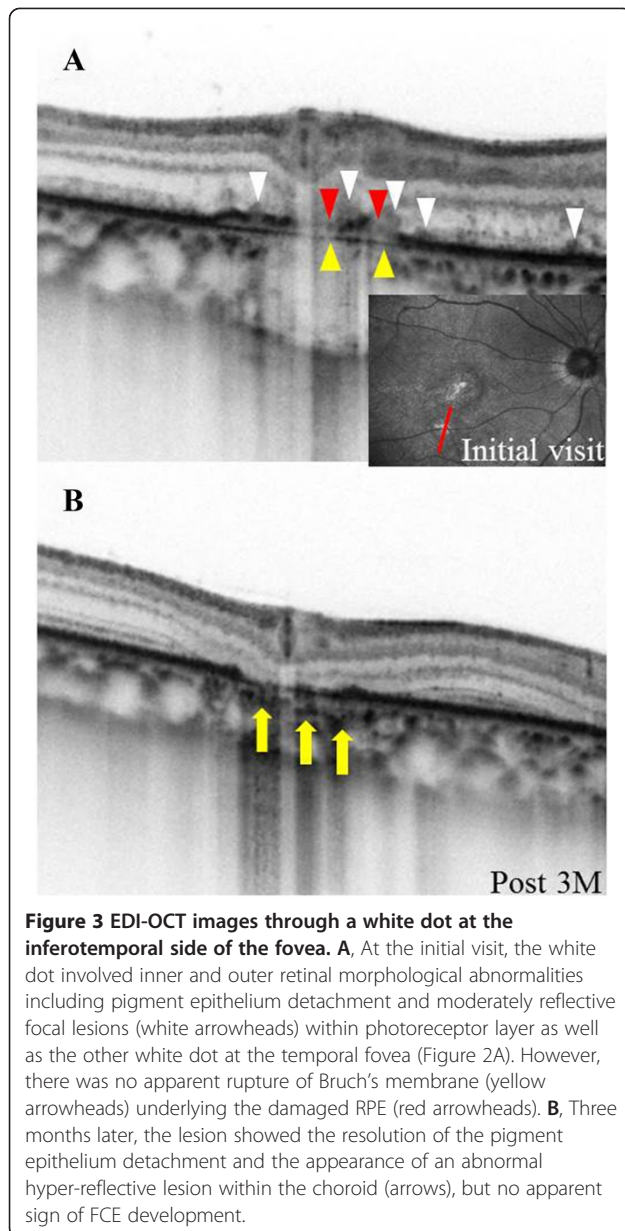 A
Initial visit
B
Post 3M
Figure 3 EDI-OCT images through a white dot at the
inferotemporal side of the fovea. A, At the initial visit, the white
dot involved inner and outer retinal morphological abnormalities
including pigment epithelium detachment and moderately reflective
focal lesions (white arrowheads) within photoreceptor layer as well
as the other white dot at the temporal fovea (Figure 2A). However,
there was no apparent rupture of Bruch's membrane (yellow
arrowheads) underlying the damaged RPE (red arrowheads). B, Three
months later, the lesion showed the resolution of the pigment
epithelium detachment and the appearance of an abnormal
hyper-reflective lesion within the choroid (arrows), but no apparent
sign of FCE development.